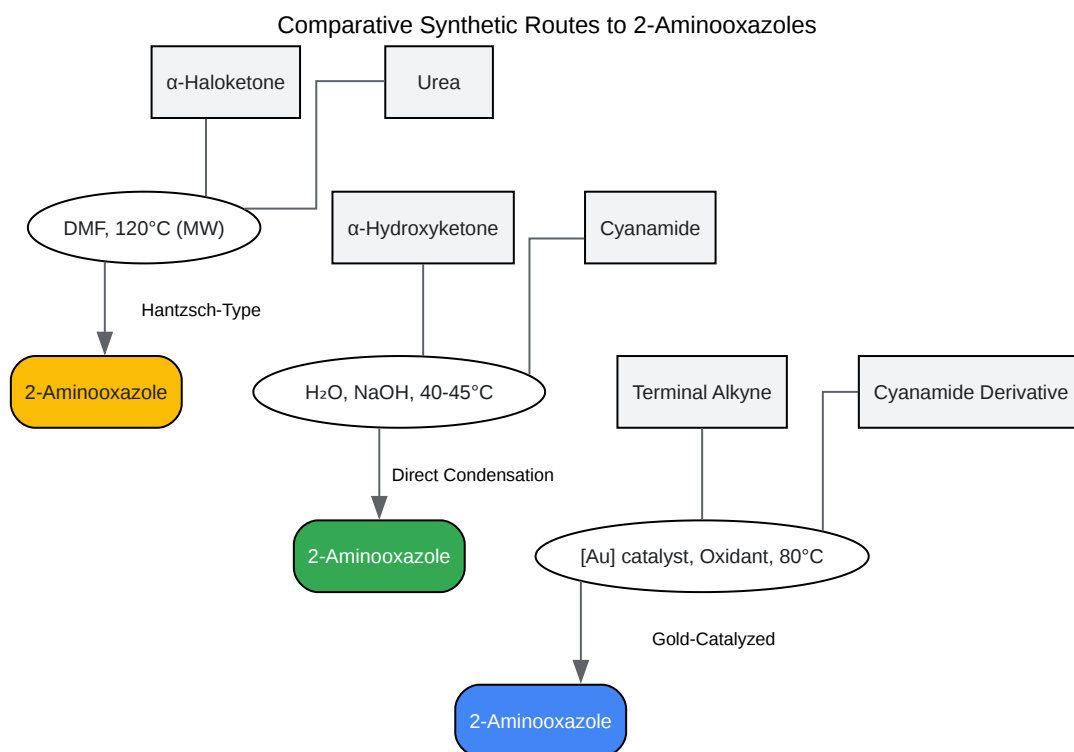 Comparative Synthetic Routes to 2-Aminooxazoles
α-Haloketone
Urea
DMF, 120°C (MW)
α-Hydroxyketone
Cyanamide
Hantzsch-Type
2-Aminooxazole
H₂O, NaOH, 40-45°C
Terminal Alkyne
Cyanamide Derivative
Direct Condensation
2-Aminooxazole
[Au] catalyst, Oxidant, 80°C
Gold-Catalyzed
2-Aminooxazole